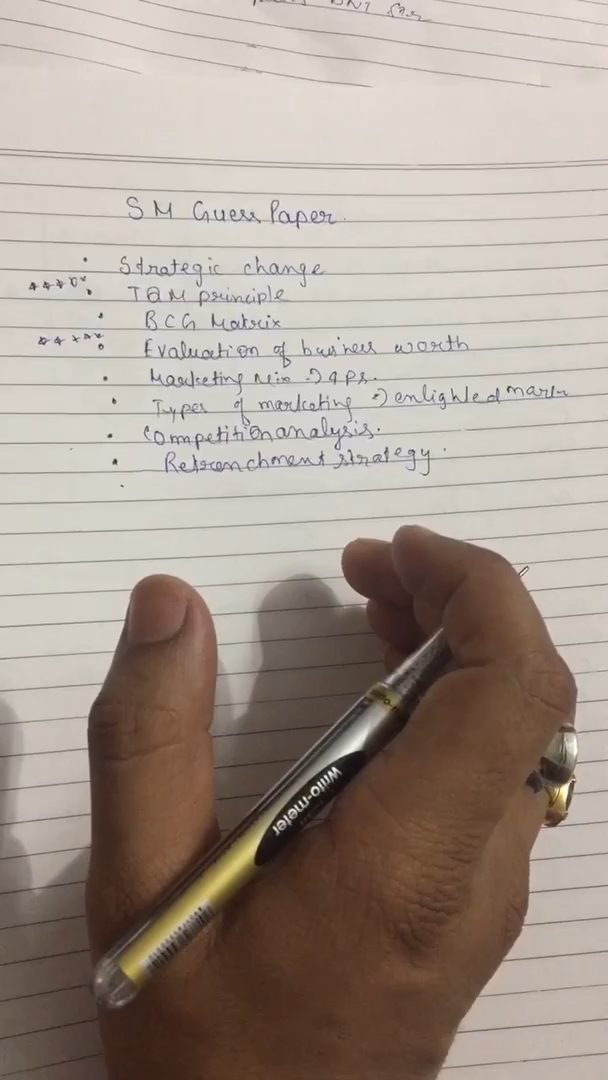 SM Guess Paper.
• Strategic change
**** • TQM principle
• BCG Matrix
***** • Evaluation of business worth
• Marketing Mix → 4Ps.
• Types of marketing → enlighted mark
• Competition analysis.
• Retrenchment strategy.
•
writo-meter